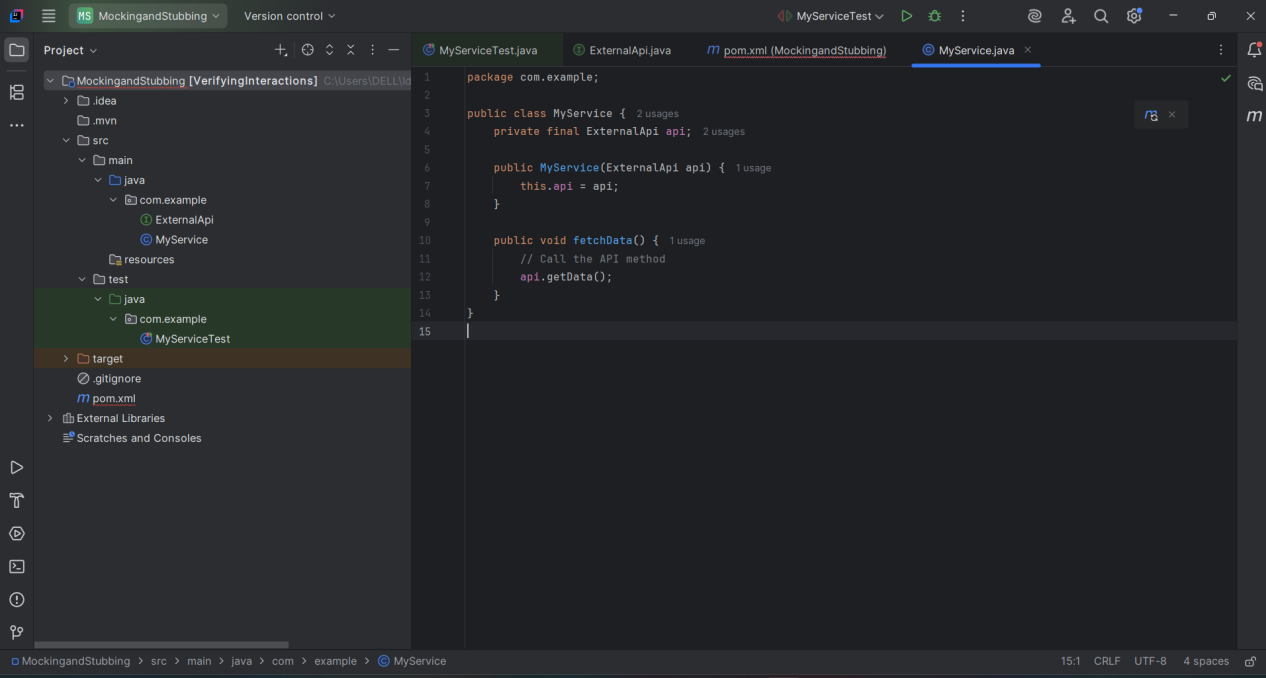 MS MockingandStubbing Version control MyServiceTest
Project
MyServiceTest.java ExternalApi.java m pom.xml (MockingandStubbing) C MyService.java
MockingandStubbing [VerifyingInteractions] C:\Users\DELL\Id
.idea
.mvn
src
main
java
com.example
I ExternalApi
C MyService
resources
test
java
com.example
C MyServiceTest
target
.gitignore
m pom.xml
External Libraries
Scratches and Consoles
1 package com.example;
2
3 public class MyService { 2 usages
4 private final ExternalApi api; 2 usages
5
6 public MyService(ExternalApi api) { 1 usage
7 this.api = api;
8 }
9
10 public void fetchData() { 1 usage
11 // Call the API method
12 api.getData();
13 }
14 }
15
MockingandStubbing > src > main > java > com > example > C MyService
15:1 CRLF UTF-8 4 spaces